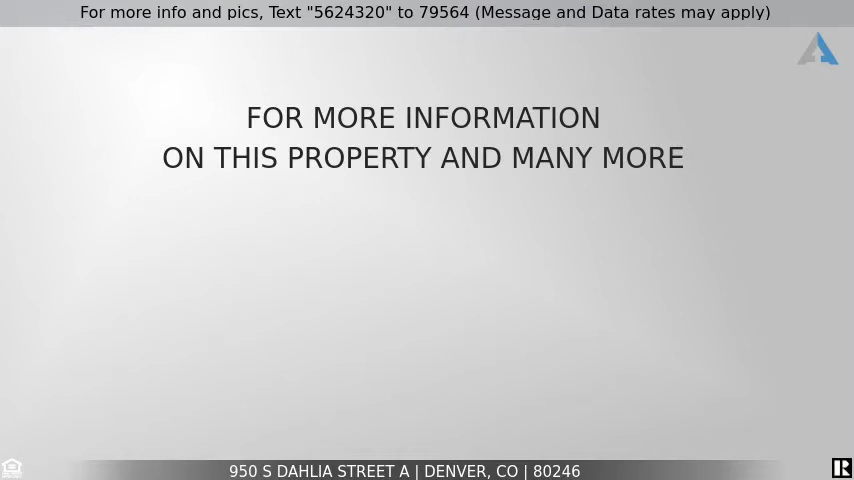 For more info and pics, Text "5624320" to 79564 (Message and Data rates may apply)
FOR MORE INFORMATION
ON THIS PROPERTY AND MANY MORE
950 S DAHLIA STREET A | DENVER, CO | 80246